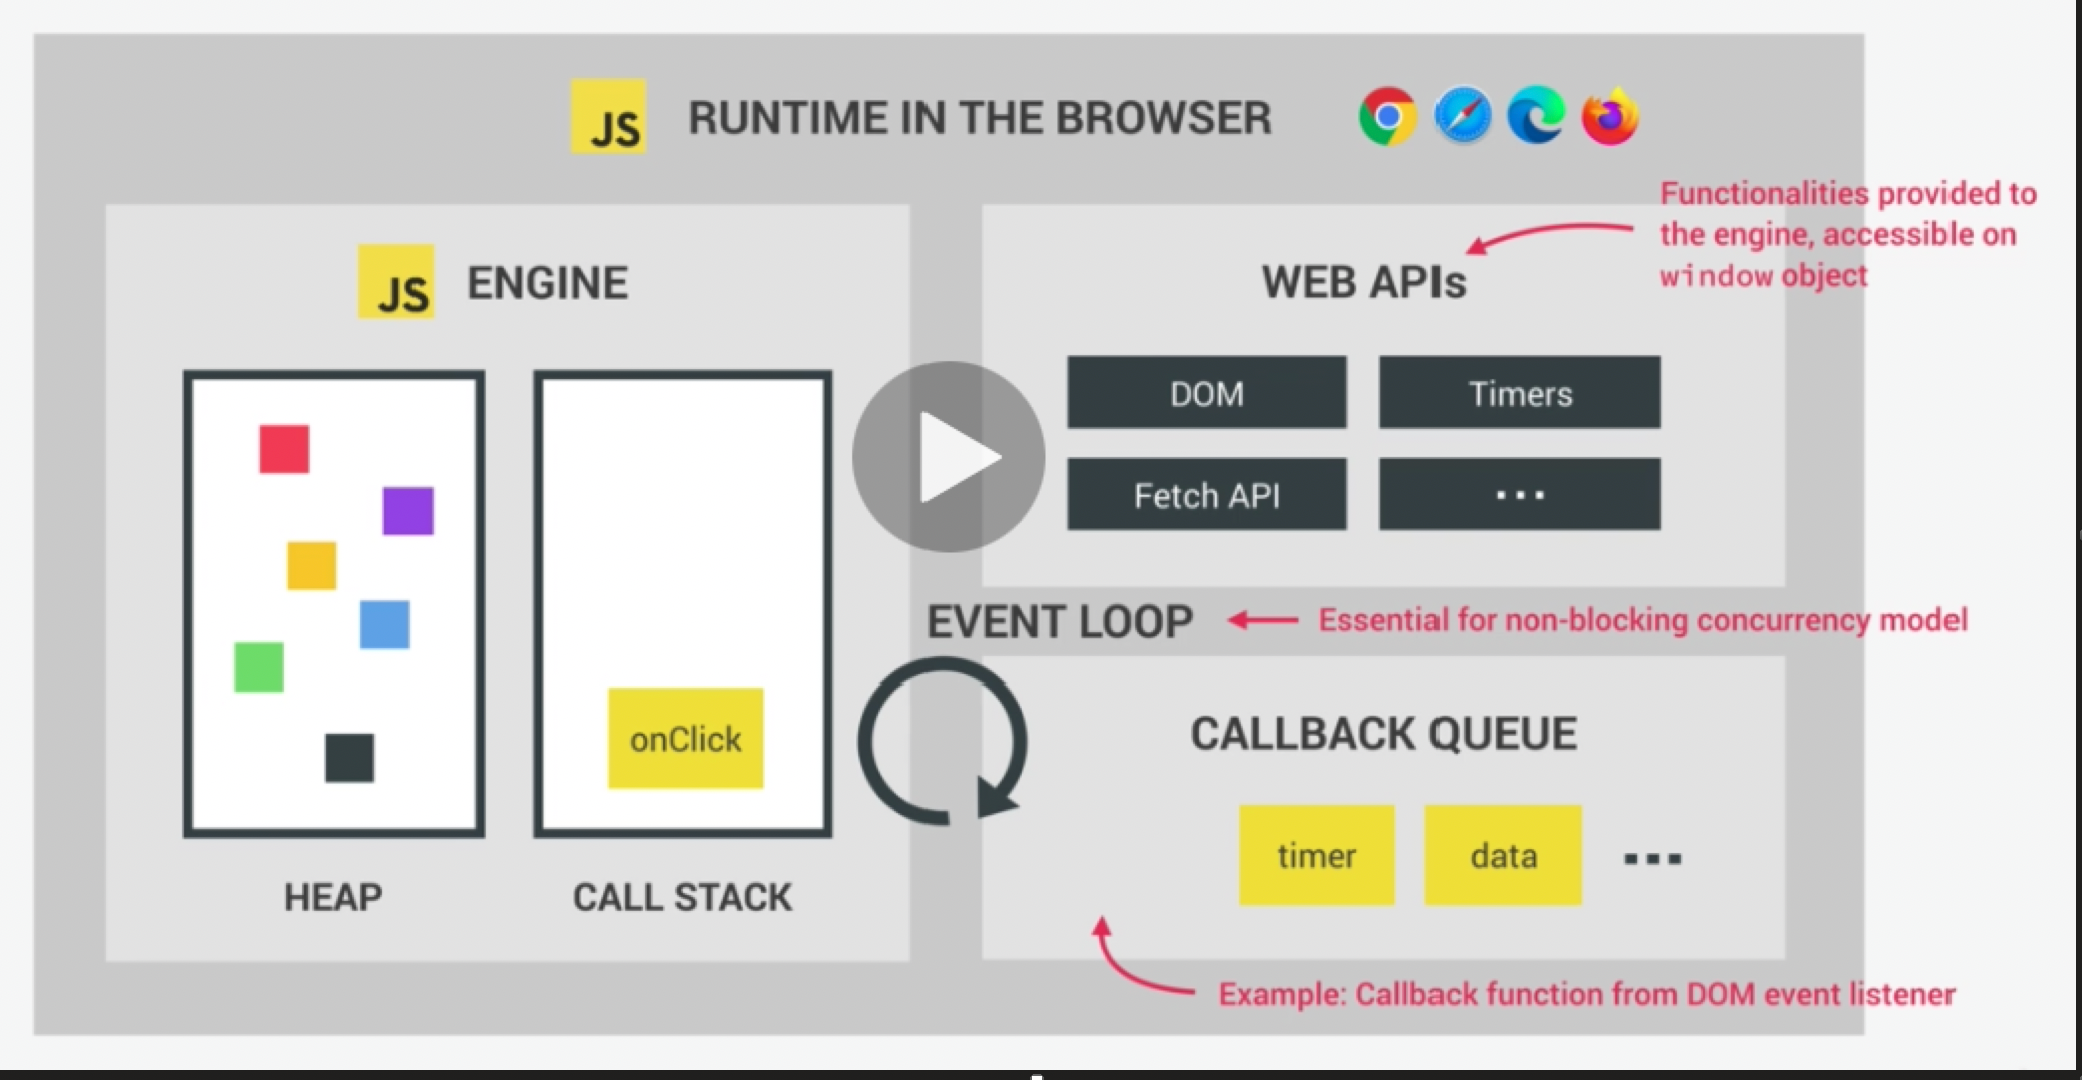 JS RUNTIME IN THE BROWSER
Functionalities provided to
the engine, accessible on
window object
JS ENGINE
WEB APIs
DOM
Timers
Fetch API
...
EVENT LOOP
Essential for non-blocking concurrency model
onClick
HEAP
CALL STACK
CALLBACK QUEUE
timer
data
...
Example: Callback function from DOM event listener